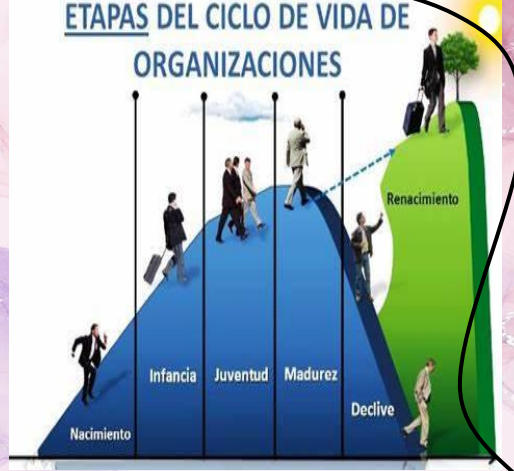 ETAPAS DEL CICLO DE VIDA DE
ORGANIZACIONES
Nacimiento
Infancia
Juventud
Madurez
Declive
Renacimiento